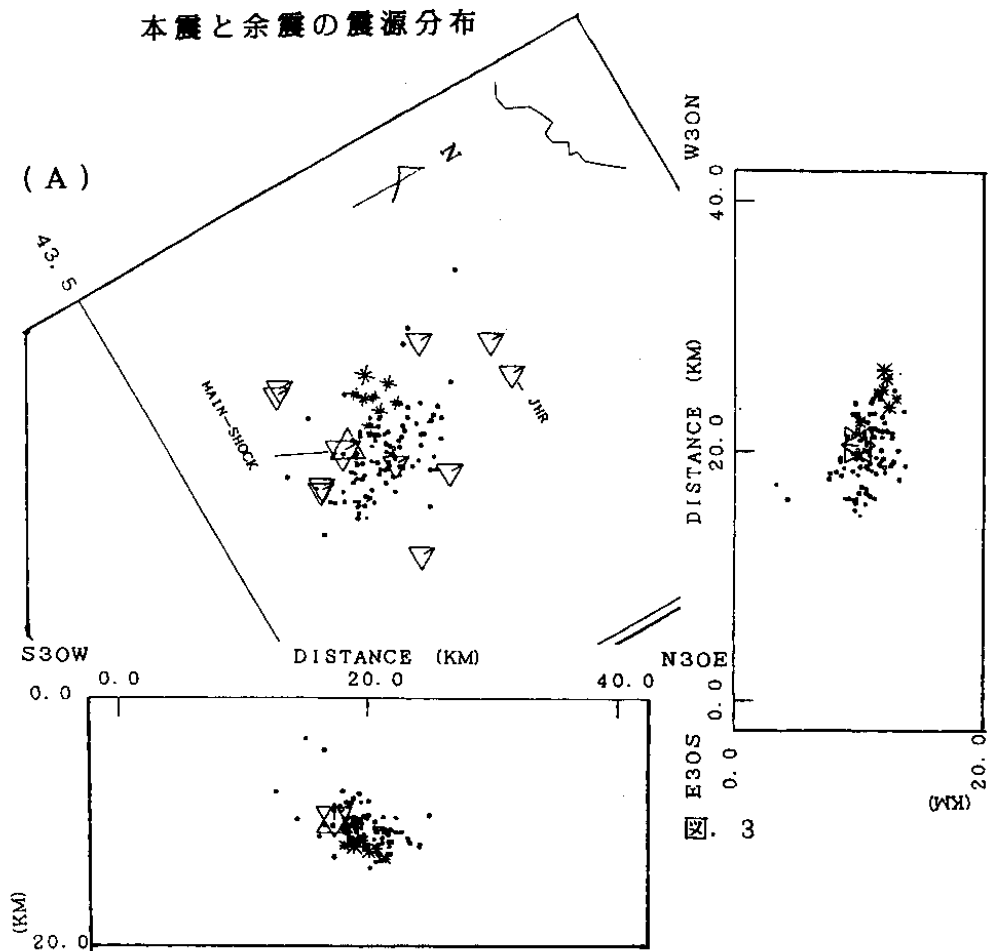 本震と余震の震源分布
(A)
N
43.5
MAIN-SHOCK
JHR
S30W
DISTANCE (KM)
N30E
0.0
20.0
40.0
0.0
20.0
(KM)
W30N
40.0
DISTANCE (KM)
20.0
0.0
E30S
0.0
20.0
(KM)
図. 3